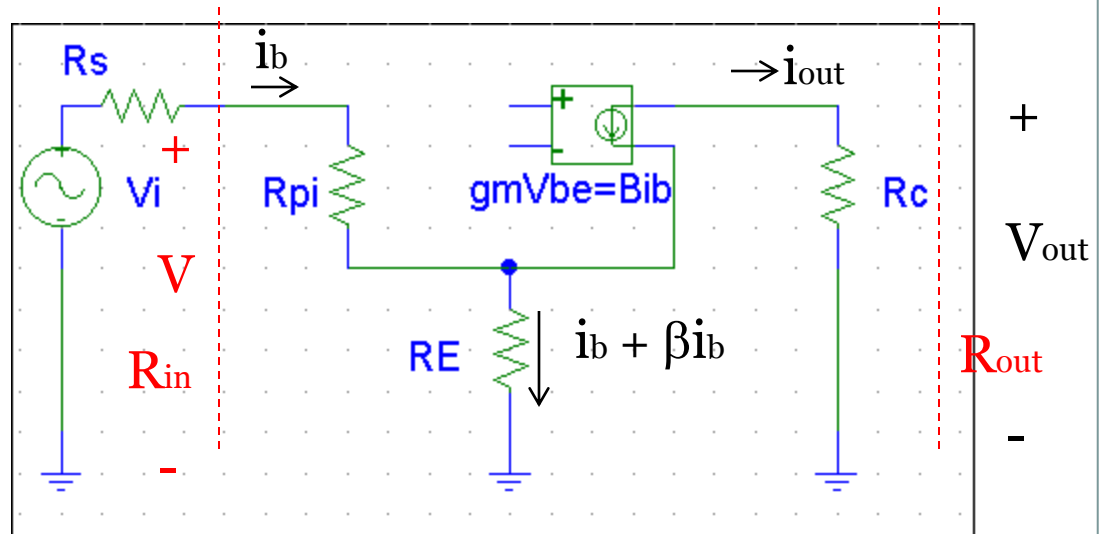 Rs
ib
iout
+
-
+
+
Vi
Rpi
gmVbe=Bib
Rc
+
-
V
Vout
Rin
RE
ib + βib
Rout
-
-